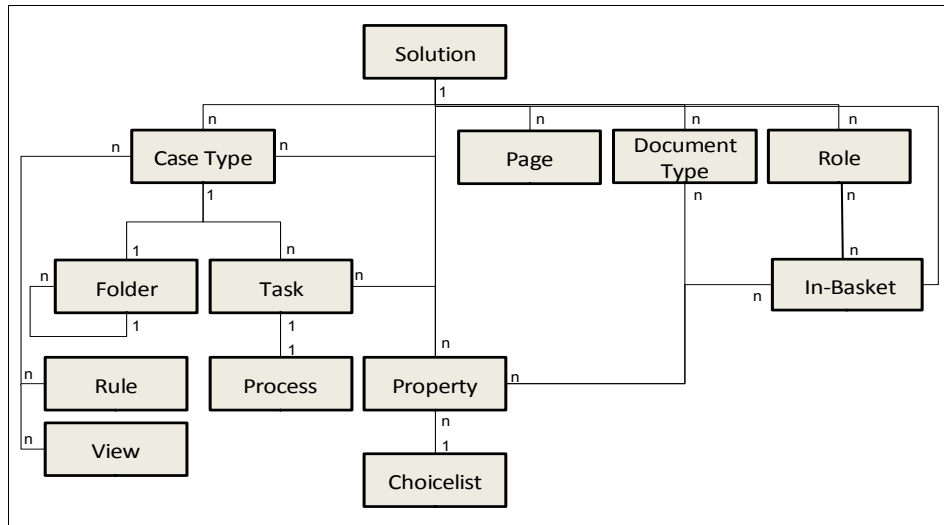 Solution
1
n
n
n
n
n
n
Case Type
Page
Document
Type
Role
1
n
n
1
n
n
n
n
Folder
Task
In-Basket
n
1
1
n
1
n
n
Rule
Process
Property
n
n
n
View
1
Choicelist